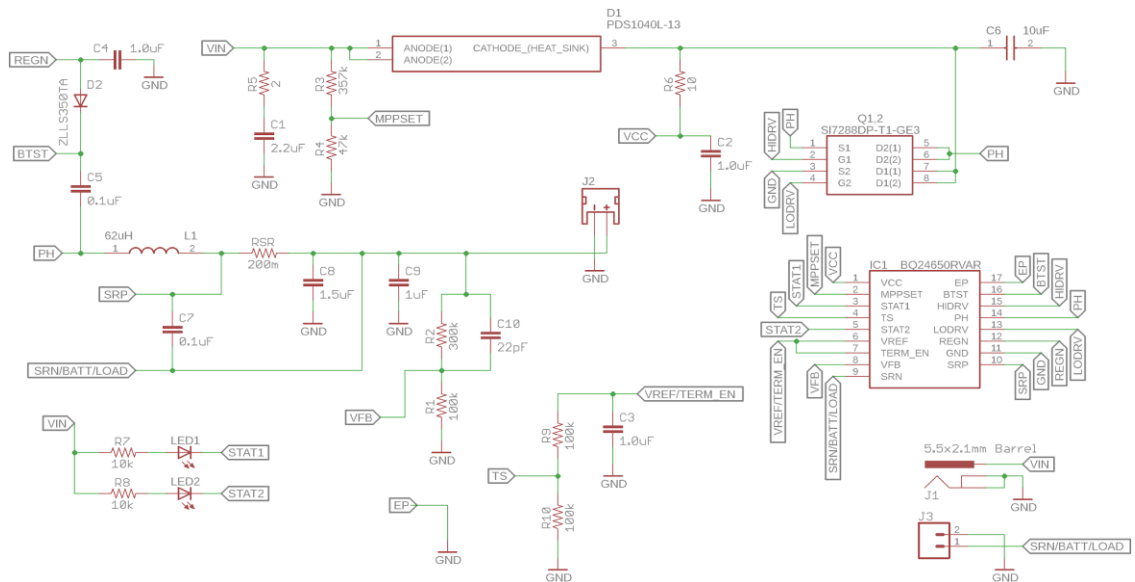 D1
PDS1040L-13
VIN
1 ANODE(1) CATHODE_(HEAT_SINK) 3
2 ANODE(2)
C6 10uF
1 2
GND
REGN
C4
1.0uF
GND
D2
ZLLS350TA
BTST
C5
0.1uF
R5
2
C1
2.2uF
GND
R3
357k
MPPSET
R4
47k
GND
R6
10
VCC
C2
1.0uF
GND
Q1,2
SI7288DP-T1-GE3
PH
HIDRV
GND
LODRV
1 S1 D2(1) 5
2 G1 D2(2) 6
3 S2 D1(1) 7
4 G2 D1(2) 8
PH
J2
- +
GND
PH
62uH L1
1 2
RSR
200m
SRP
C7
0.1uF
SRN/BATT/LOAD
C8
1.5uF
GND
C9
1uF
GND
R2
300k
C10
22pF
VFB
R1
100k
GND
IC1 BQ24650RVAR
VCC
MPPSET
STAT1
TS
STAT2
VREF/TERM_EN
VFB
SRN/BATT/LOAD
1 VCC EP 17
2 MPPSET BTST 16
3 STAT1 HIDRV 15
4 TS PH 14
5 STAT2 LODRV 13
6 VREF REGN 12
7 TERM_EN GND 11
8 VFB SRP 10
9 SRN
EP
BTST
HIDRV
PH
LODRV
REGN
GND
SRP
VIN
R7
10k
LED1
STAT1
R8
10k
LED2
STAT2
VREF/TERM_EN
R9
100k
C3
1.0uF
GND
TS
R10
100k
GND
EP
GND
5.5x2.1mm Barrel
VIN
J1
GND
J3
2
1
SRN/BATT/LOAD
GND